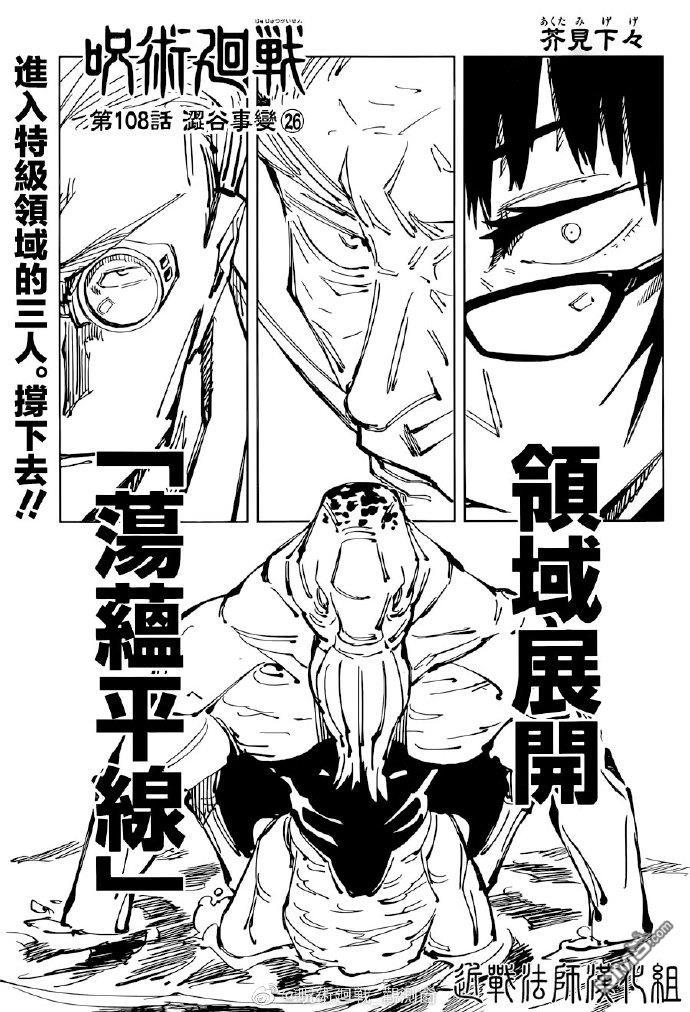 呪術廻戦
じゅじゅつかいせん
第108話 澀谷事變㉖
あくたみげげ
芥見下々
進入特級領域的三人。撐下去!!
領域展開
「蕩蘊平線」
近戰法師漢化組